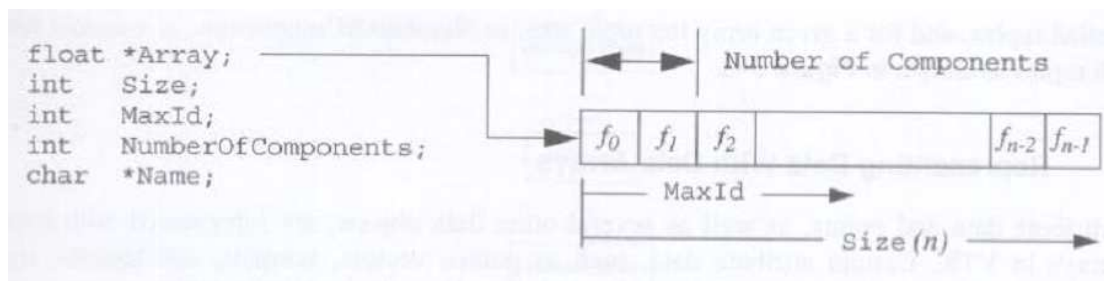 float *Array;
int Size;
int MaxId;
int NumberOfComponents;
char *Name;
Number of Components
f0 f1 f2 fn-2 fn-1
MaxId
Size (n)